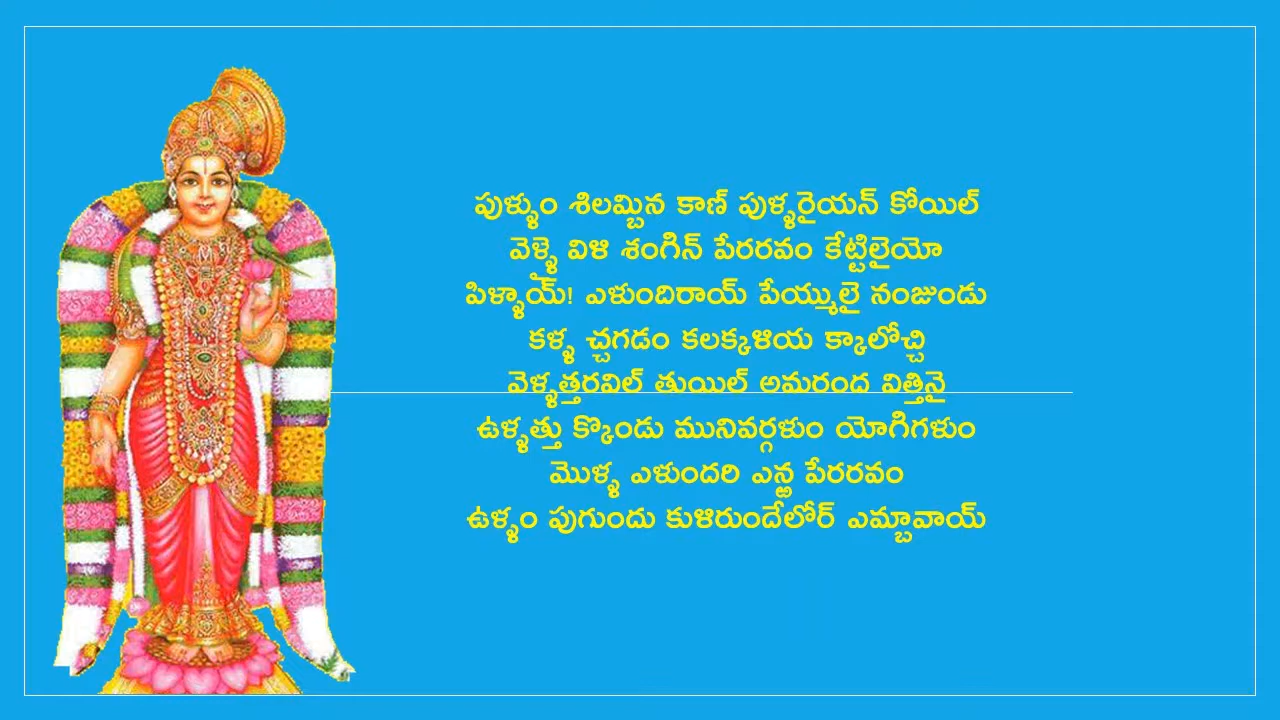 పుళ్ళుం శిలమ్బిన కాణ్ పుళ్ళరైయన్ కోయిల్
వెళ్ళై విళి శంగిన్ పేరరవం కేట్టిలైయో
పిళ్ళాయ్! ఎళుందిరాయ్ పేయ్ములై నంజుండు
కళ్ళ చ్చగడం కలక్కళియ క్కాలోచ్చి
వెళ్ళత్తరవిల్ తుయిల్ అమరంద విత్తినై
ఉళ్ళత్తు క్కొండు మునివర్గళుం యోగిగళుం
మొళ్ళ ఎళుందరి ఎన్ఱ పేరరవం
ఉళ్ళం పుగుందు కుళిరుందేలోర్ ఎమ్బావాయ్